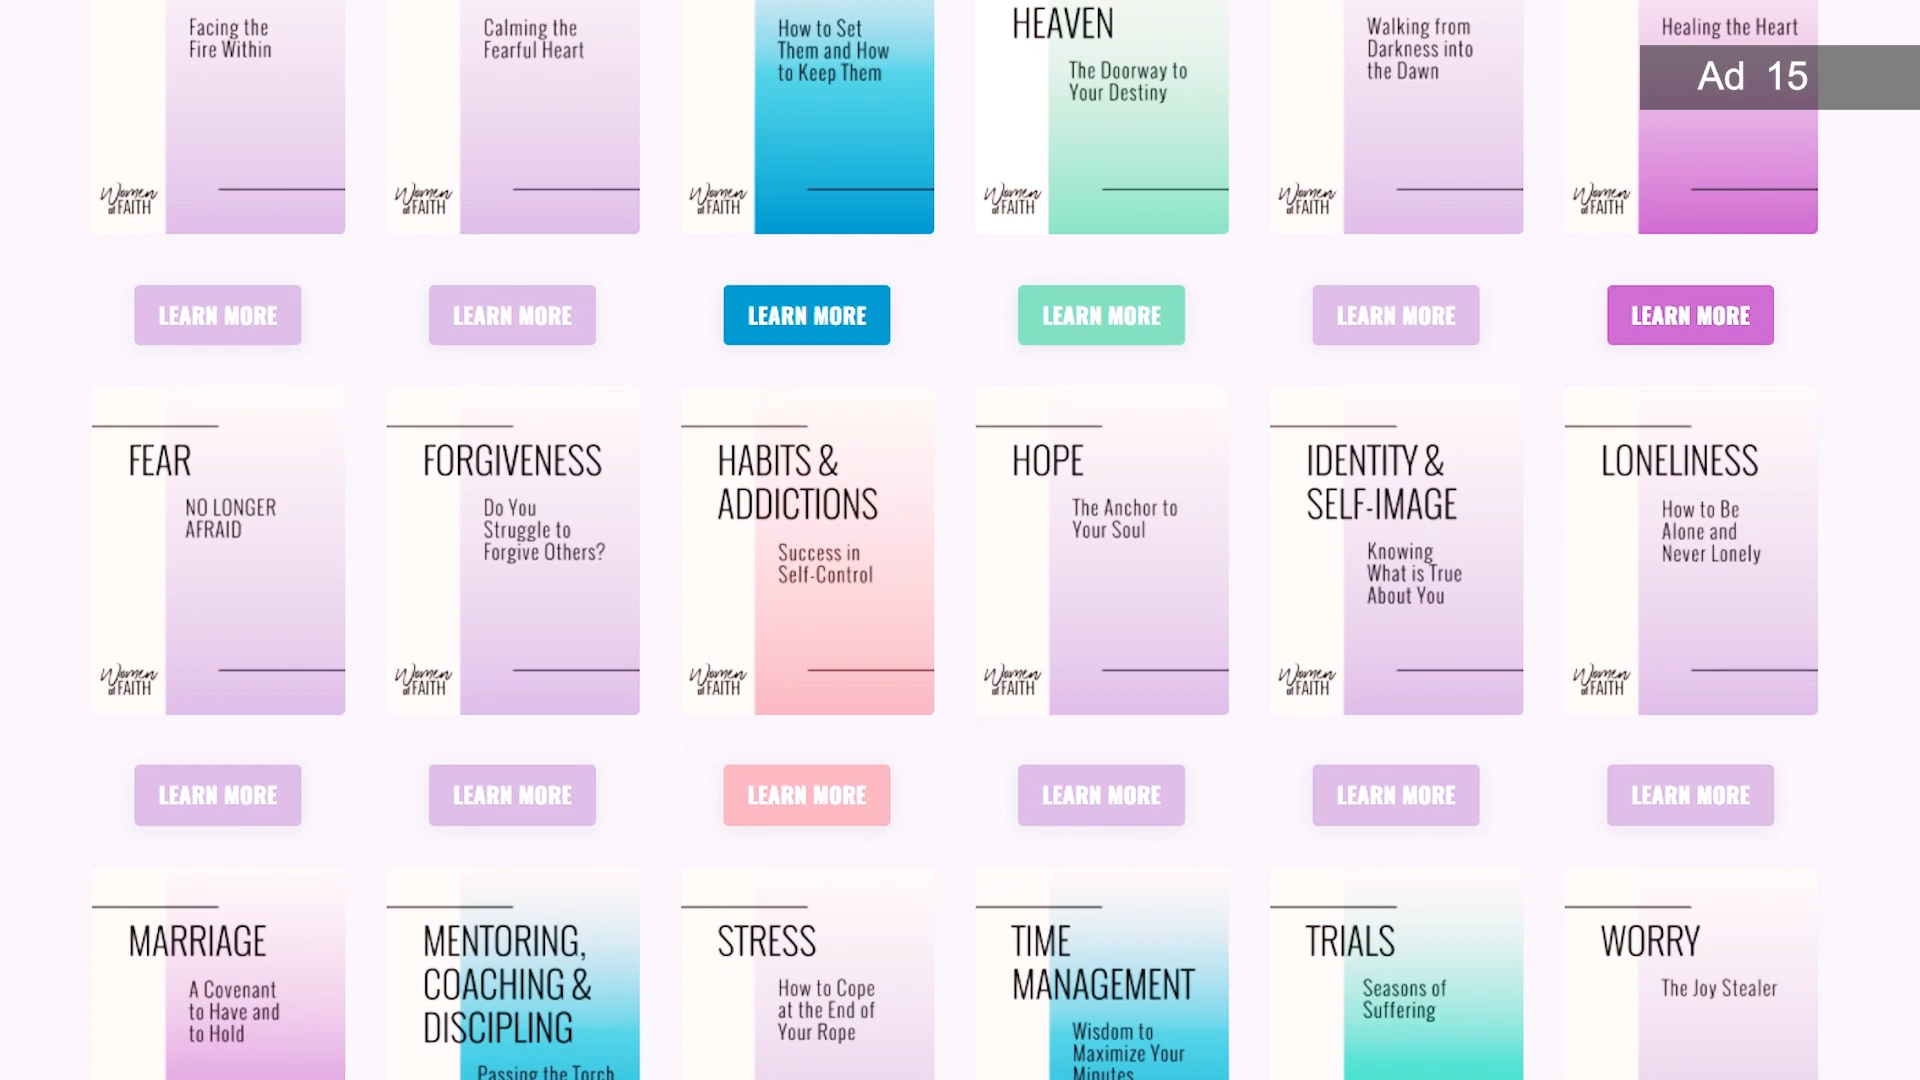 Facing the
Fire Within
Calming the
Fearful Heart
How to Set
Them and How
to Keep Them
HEAVEN
The Doorway to
Your Destiny
Walking from
Darkness into
the Dawn
Healing the Heart
Ad 15
Women
of FAITH
Women
of FAITH
Women
of FAITH
Women
of FAITH
Women
of FAITH
Women
of FAITH
LEARN MORE
LEARN MORE
LEARN MORE
LEARN MORE
LEARN MORE
LEARN MORE
FEAR
NO LONGER
AFRAID
Women
of FAITH
FORGIVENESS
Do You
Struggle to
Forgive Others?
Women
of FAITH
HABITS &
ADDICTIONS
Success in
Self-Control
Women
of FAITH
HOPE
The Anchor to
Your Soul
Women
of FAITH
IDENTITY &
SELF-IMAGE
Knowing
What is True
About You
Women
of FAITH
LONELINESS
How to Be
Alone and
Never Lonely
Women
of FAITH
LEARN MORE
LEARN MORE
LEARN MORE
LEARN MORE
LEARN MORE
LEARN MORE
MARRIAGE
A Covenant
to Have and
to Hold
MENTORING,
COACHING &
DISCIPLING
Passing the Torch
STRESS
How to Cope
at the End of
Your Rope
TIME
MANAGEMENT
Wisdom to
Maximize Your
Minutes
TRIALS
Seasons of
Suffering
WORRY
The Joy Stealer